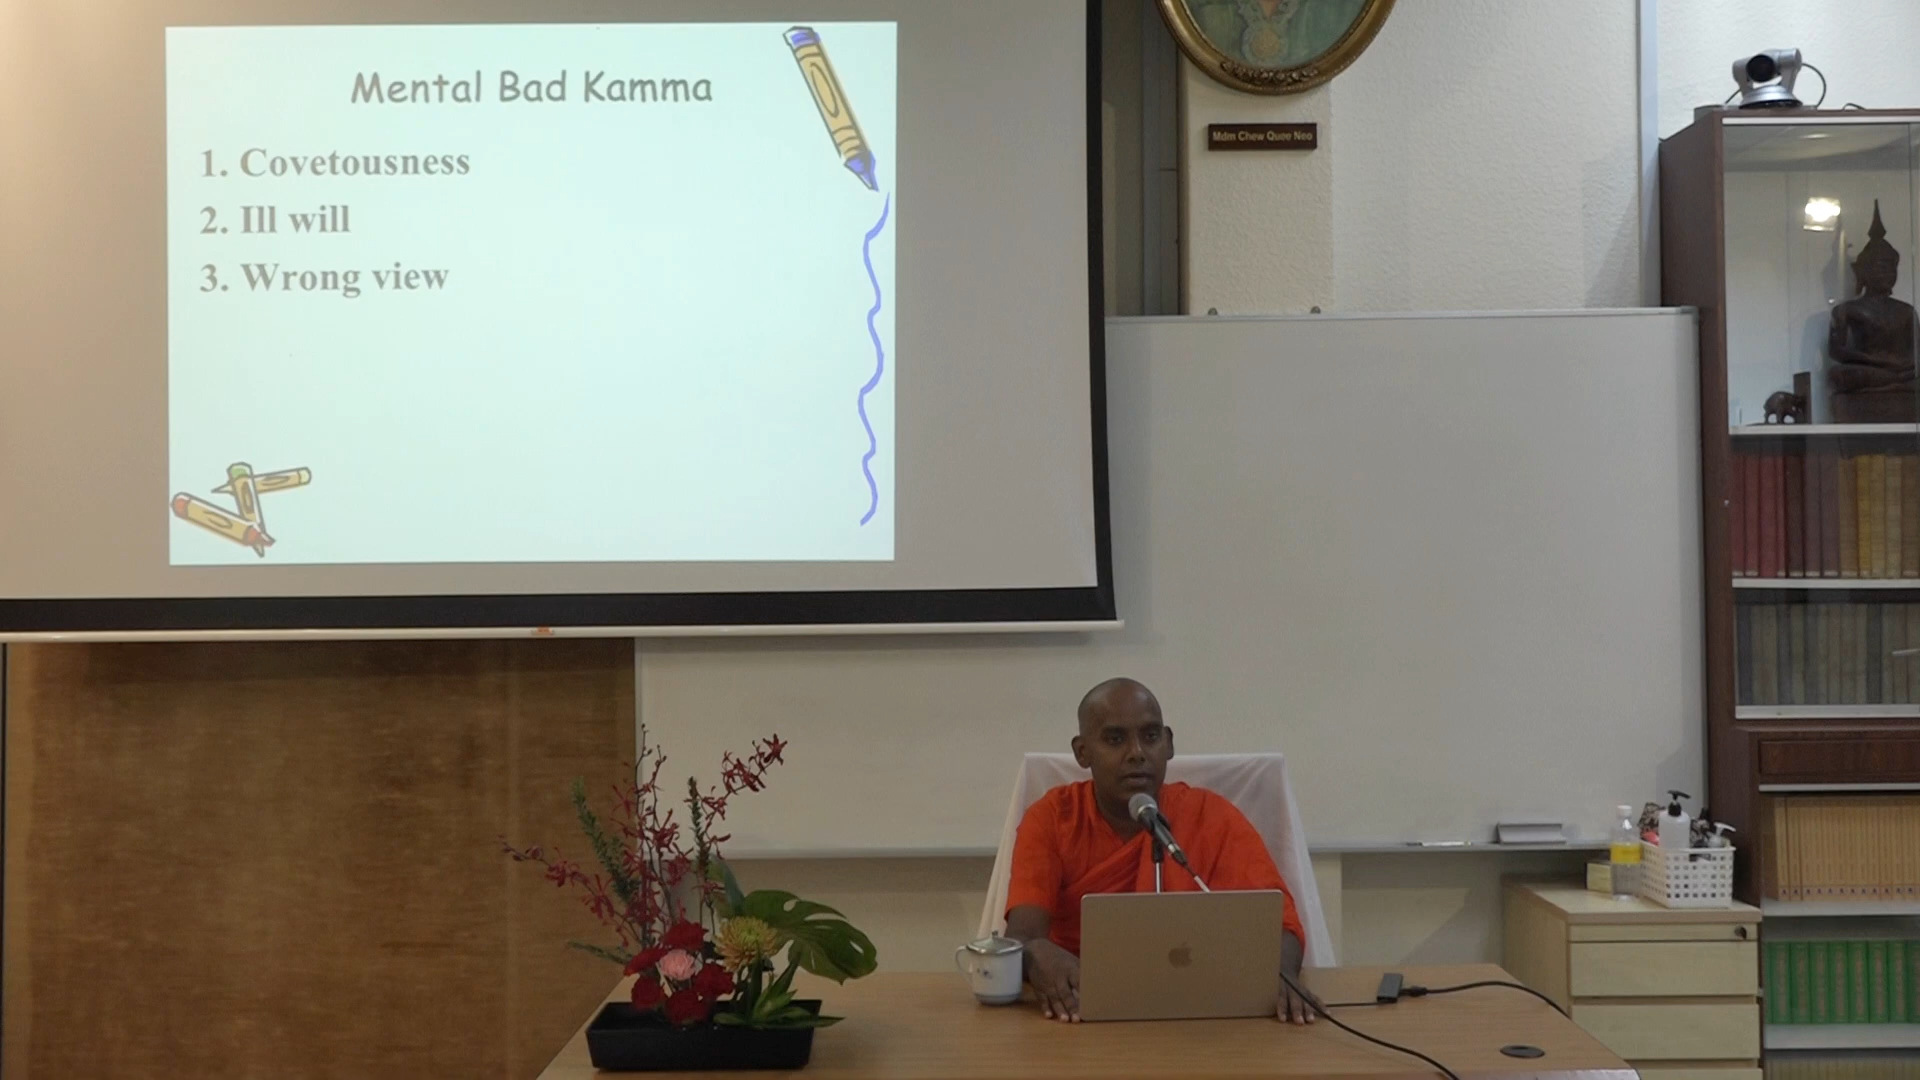 Mental Bad Kamma
1. Covetousness
2. Ill will
3. Wrong view
Mdm Chew Quee Neo